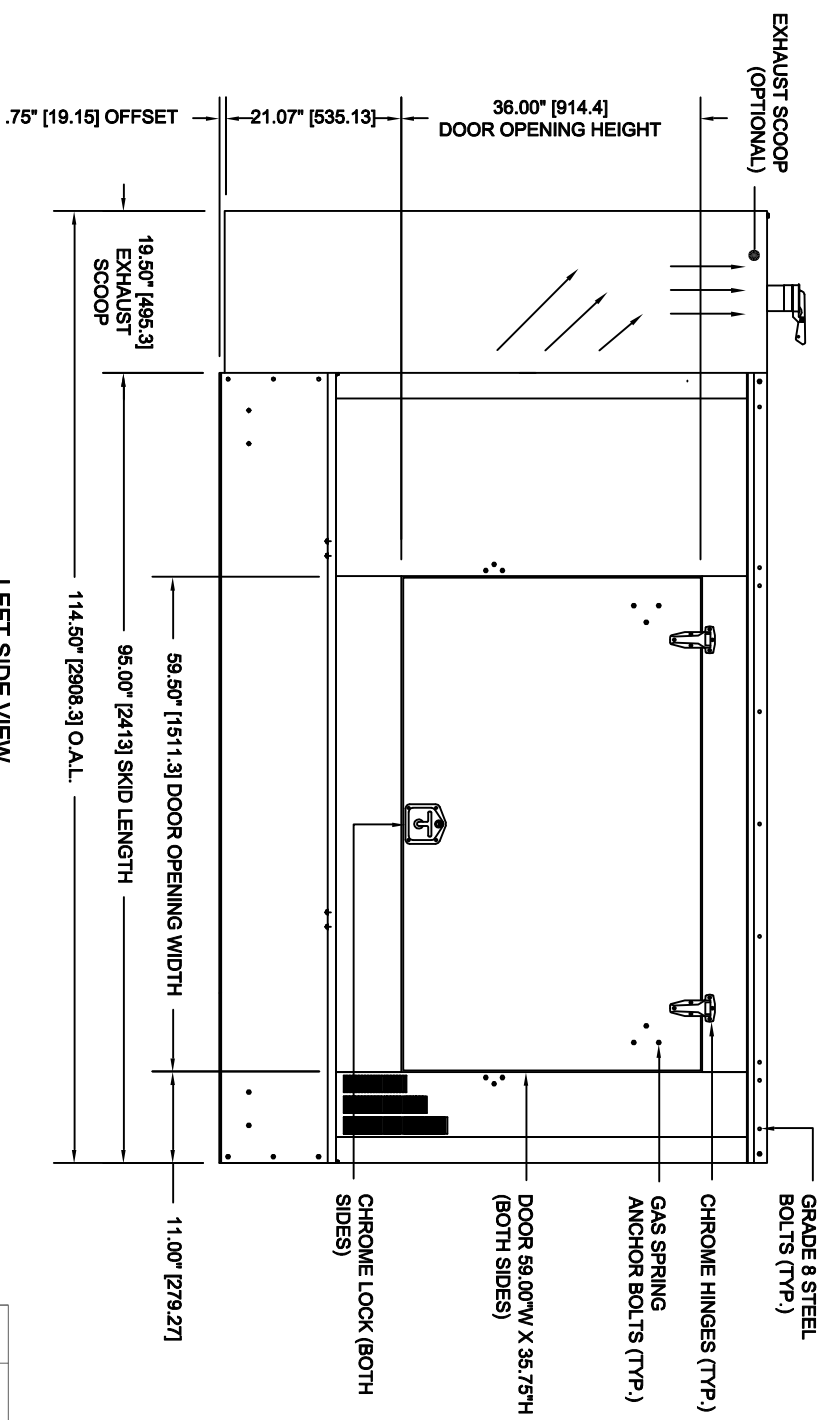 EXHAUST SCOOP
(OPTIONAL)
36.00" [914.4]
DOOR OPENING HEIGHT
21.07" [535.13]
.75" [19.15] OFFSET
GRADE 8 STEEL
BOLTS (TYP.)
CHROME HINGES (TYP.)
GAS SPRING
ANCHOR BOLTS (TYP.)
DOOR 59.00"W X 35.75"H
(BOTH SIDES)
CHROME LOCK (BOTH
SIDES)
19.50" [495.3]
EXHAUST
SCOOP
59.50" [1511.3] DOOR OPENING WIDTH
11.00" [279.27]
95.00" [2413] SKID LENGTH
114.50" [2908.3] O.A.L.
LEFT SIDE VIEW